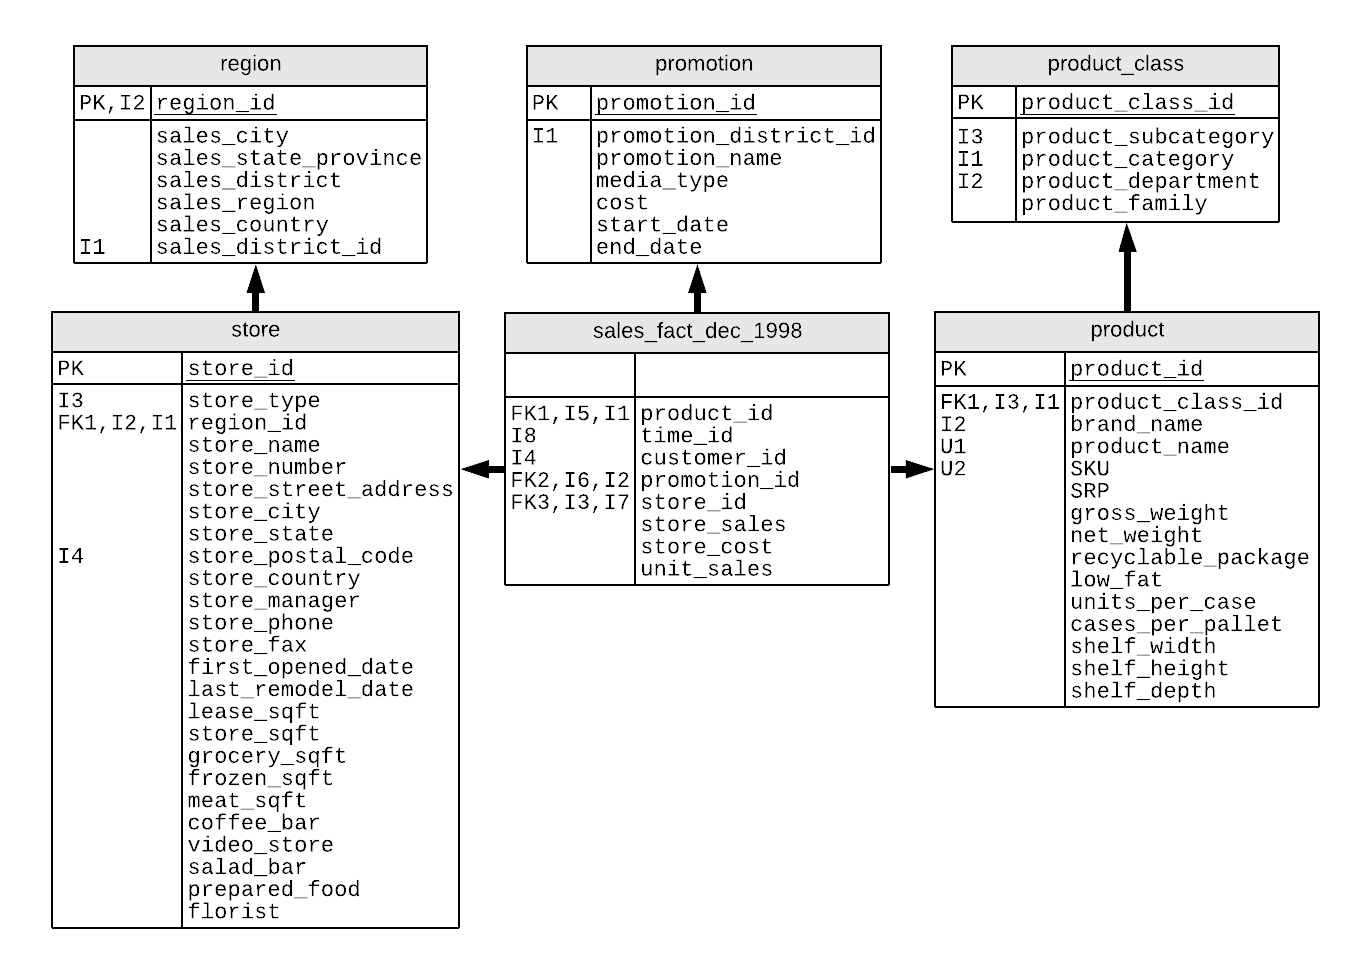 region
PK,I2 region_id
sales_city
sales_state_province
sales_district
sales_region
sales_country
I1 sales_district_id
promotion
PK promotion_id
I1 promotion_district_id
promotion_name
media_type
cost
start_date
end_date
product_class
PK product_class_id
I3 product_subcategory
I1 product_category
I2 product_department
product_family
store
PK store_id
I3 store_type
FK1,I2,I1 region_id
store_name
store_number
store_street_address
store_city
store_state
I4 store_postal_code
store_country
store_manager
store_phone
store_fax
first_opened_date
last_remodel_date
lease_sqft
store_sqft
grocery_sqft
frozen_sqft
meat_sqft
coffee_bar
video_store
salad_bar
prepared_food
florist
sales_fact_dec_1998
FK1,I5,I1 product_id
I8 time_id
I4 customer_id
FK2,I6,I2 promotion_id
FK3,I3,I7 store_id
store_sales
store_cost
unit_sales
product
PK product_id
FK1,I3,I1 product_class_id
I2 brand_name
U1 product_name
U2 SKU
SRP
gross_weight
net_weight
recyclable_package
low_fat
units_per_case
cases_per_pallet
shelf_width
shelf_height
shelf_depth